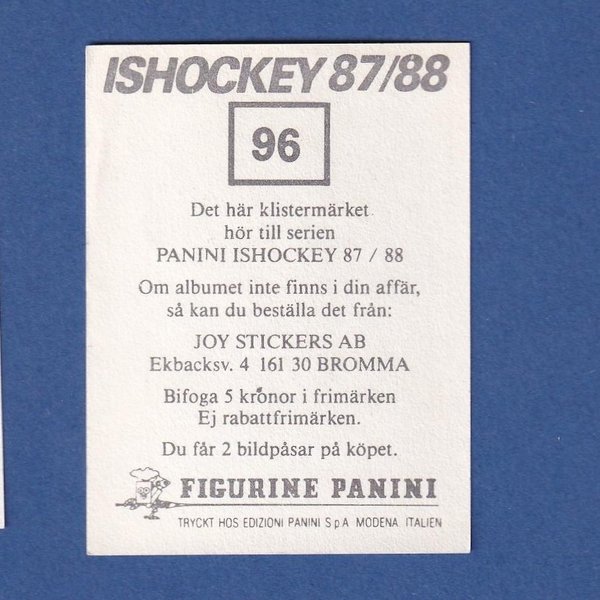 ISHOCKEY 87/88
96
Det här klistermärket
hör till serien
PANINI ISHOCKEY 87 / 88
Om albumet inte finns i din affär,
så kan du beställa det från:
JOY STICKERS AB
Ekbacksv. 4 161 30 BROMMA
Bifoga 5 kronor i frimärken
Ej rabattfrimärken.
Du får 2 bildpåsar på köpet.
FIGURINE PANINI
TRYCKT HOS EDIZIONI PANINI S p A MODENA ITALIEN